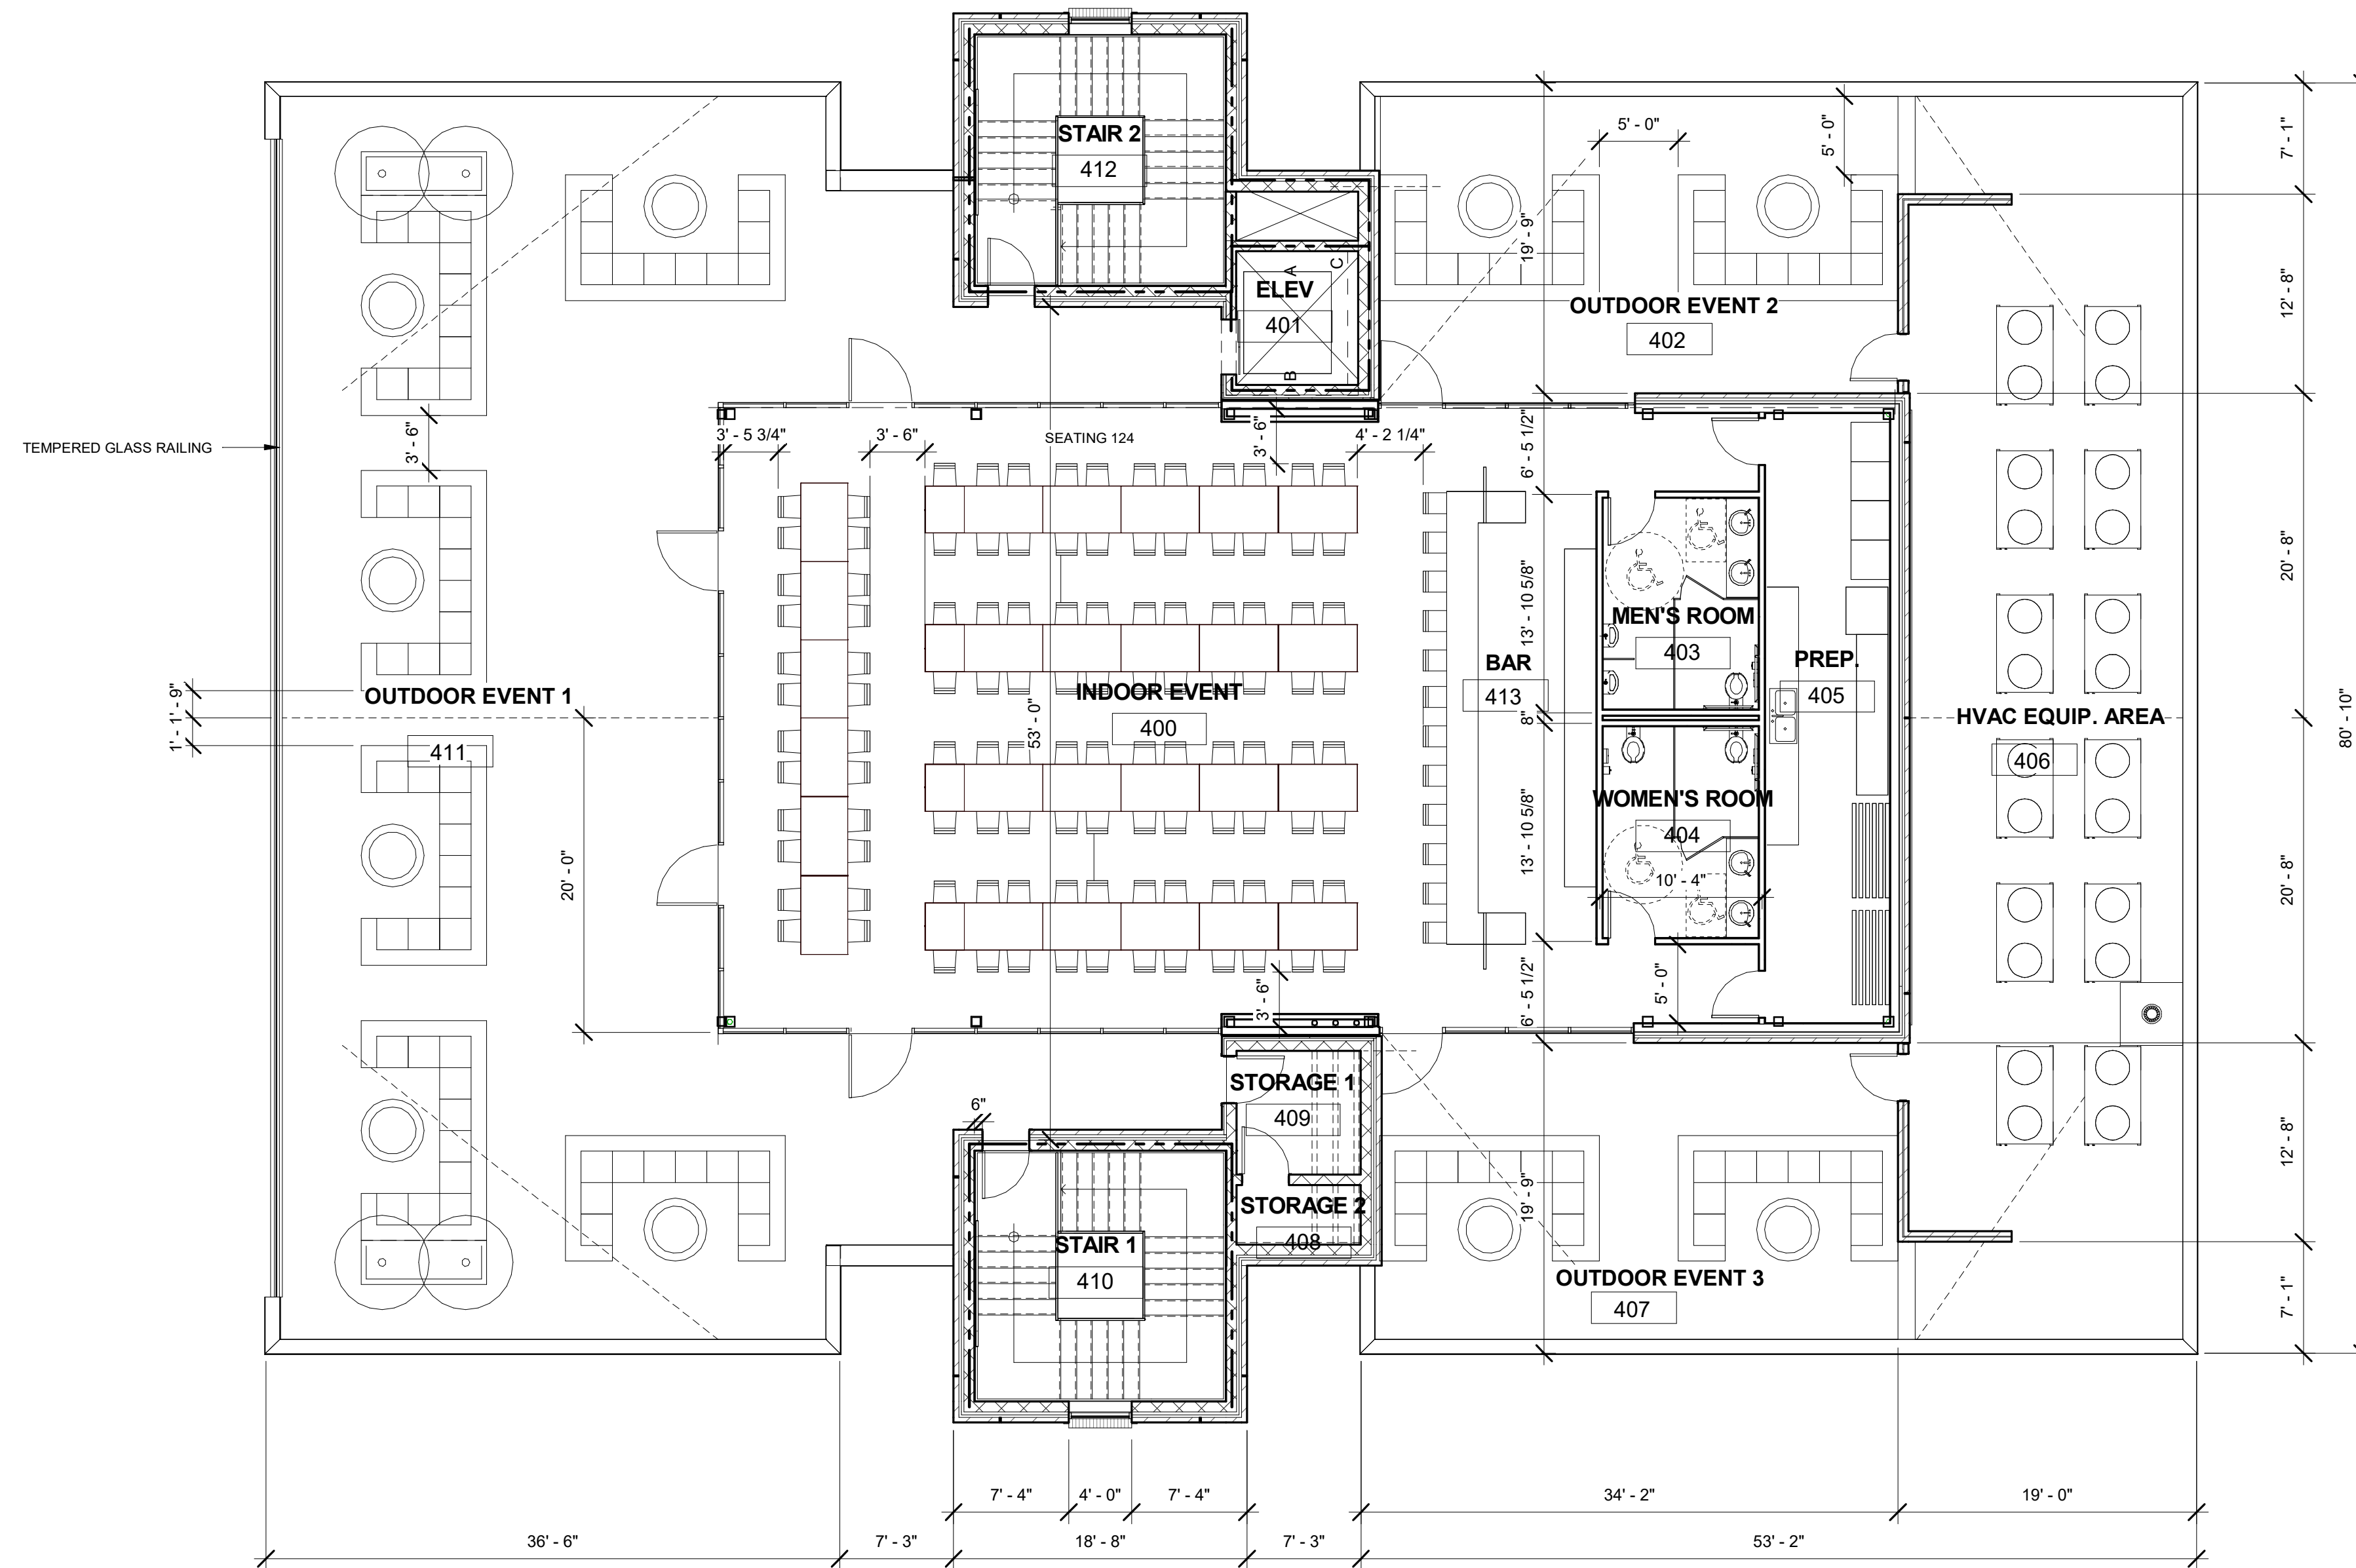 STAIR 2
412
5' - 0"
5' - 0"
7' - 1"
19' - 9"
A
C
ELEV
401
B
OUTDOOR EVENT 2
402
12' - 8"
TEMPERED GLASS RAILING
3' - 6"
3' - 5 3/4"
3' - 6"
SEATING 124
3' - 6"
4' - 2 1/4"
6' - 5 1/2"
13' - 10 5/8"
MEN'S ROOM
403
BAR
413
PREP.
405
20' - 8"
OUTDOOR EVENT 1
411
1' - 9"
1' - 1"
INDOOR EVENT
400
53' - 0"
8"
HVAC EQUIP. AREA
406
80' - 10"
WOMEN'S ROOM
404
13' - 10 5/8"
10' - 4"
20' - 0"
20' - 8"
3' - 6"
6' - 5 1/2"
5' - 0"
6"
STORAGE 1
409
STORAGE 2
408
STAIR 1
410
19' - 9"
12' - 8"
OUTDOOR EVENT 3
407
7' - 1"
7' - 4"
4' - 0"
7' - 4"
34' - 2"
19' - 0"
36' - 6"
7' - 3"
18' - 8"
7' - 3"
53' - 2"